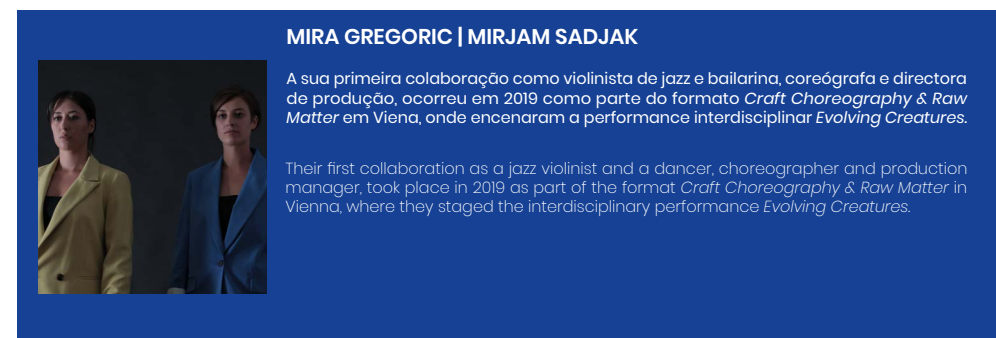 MIRA GREGORIC | MIRJAM SADJAK
A sua primeira colaboração como violinista de jazz e bailarina, coreógrafa e directora
de produção, ocorreu em 2019 como parte do formato Craft Choreography & Raw
Matter em Viena, onde encenaram a performance interdisciplinar Evolving Creatures.
Their first collaboration as a jazz violinist and a dancer, choreographer and production
manager, took place in 2019 as part of the format Craft Choreography & Raw Matter in
Vienna, where they staged the interdisciplinary performance Evolving Creatures.